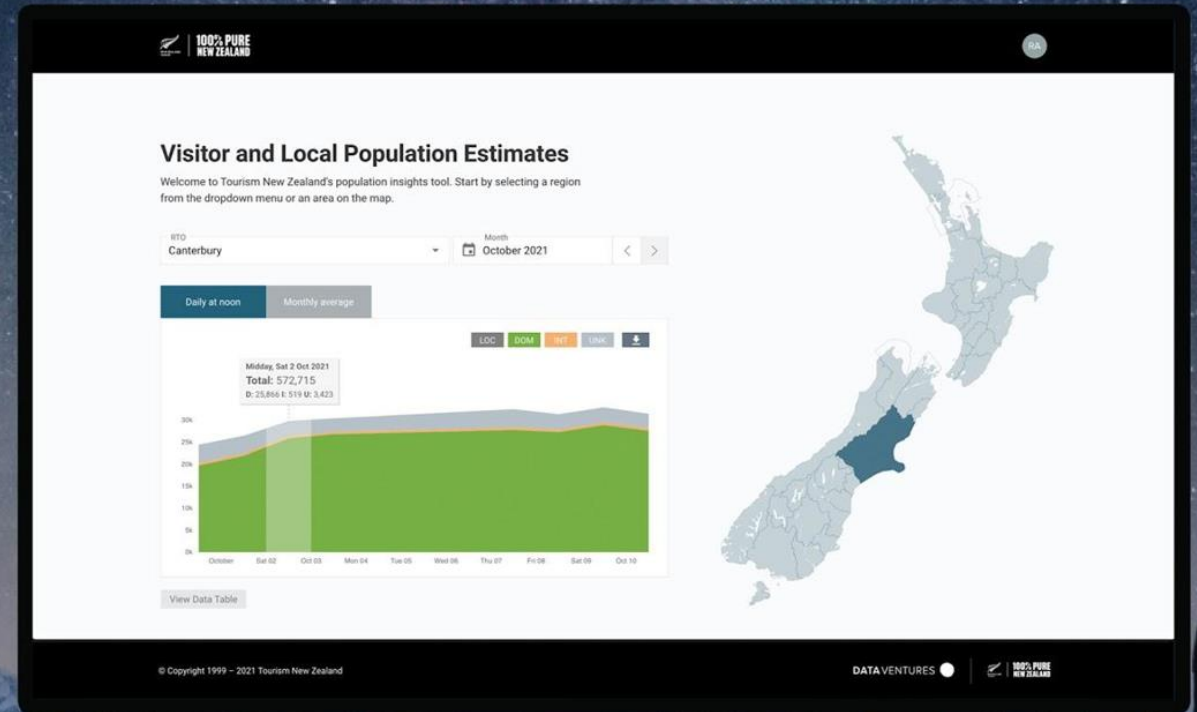 100% PURE
NEW ZEALAND
RA
Visitor and Local Population Estimates
Welcome to Tourism New Zealand's population insights tool. Start by selecting a region
from the dropdown menu or an area on the map.
RTO
Canterbury
Month
October 2021
Daily at noon
Monthly average
LOC DOM INT UNK
Midday, Sat 2 Oct 2021
Total: 572,715
D: 25,866 I: 519 U: 3,423
30k
25k
20k
15k
10k
5k
0k
October Sat 02 Oct 03 Mon 04 Tue 05 Wed 06 Thu 07 Fri 08 Sat 09 Oct 10
View Data Table
© Copyright 1999 – 2021 Tourism New Zealand
DATAVENTURES
100% PURE
NEW ZEALAND